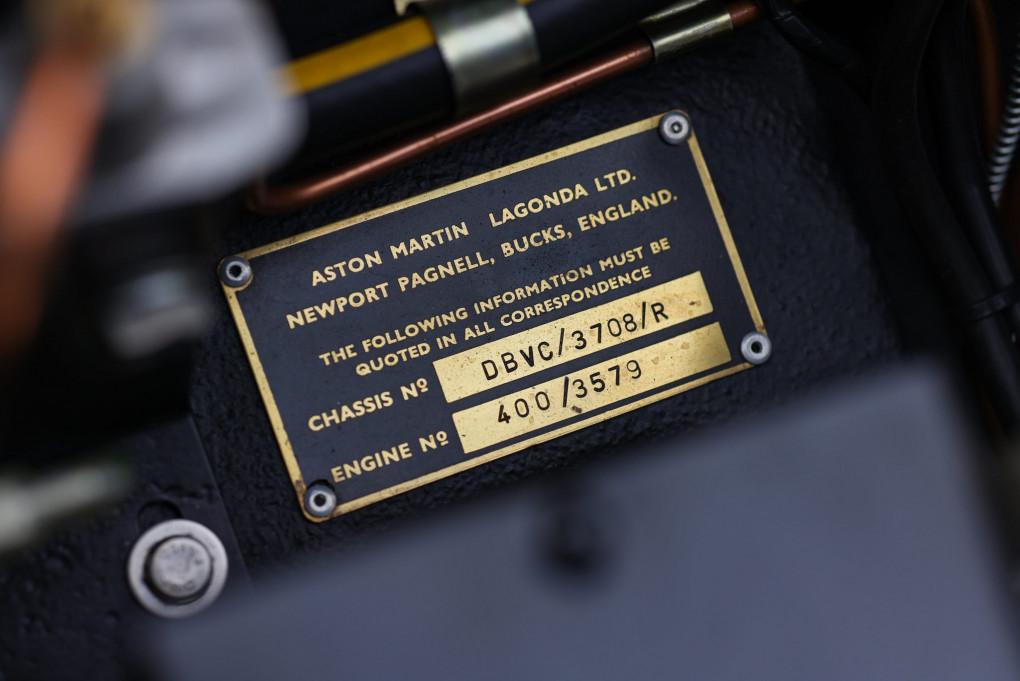 ASTON MARTIN LAGONDA LTD.
NEWPORT PAGNELL, BUCKS, ENGLAND.
THE FOLLOWING INFORMATION MUST BE
QUOTED IN ALL CORRESPONDENCE
CHASSIS Nº DBVC/3708/R
ENGINE Nº 400/3579